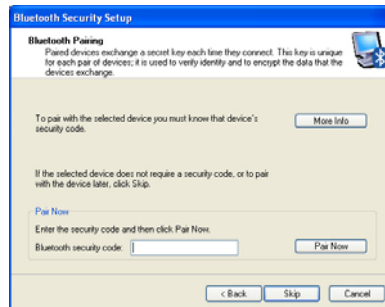 Bluetooth Security Setup
Bluetooth Pairing
Paired devices exchange a secret key each time they connect. This key is unique
for each pair of devices; it is used to verify identity and to encrypt the data that the
devices exchange.
To pair with the selected device you must know that device's
security code.
More Info
If the selected device does not require a security code, or to pair
with the device later, click Skip.
Pair Now
Enter the security code and then click Pair Now.
Bluetooth security code:
Pair Now
< Back
Skip
Cancel